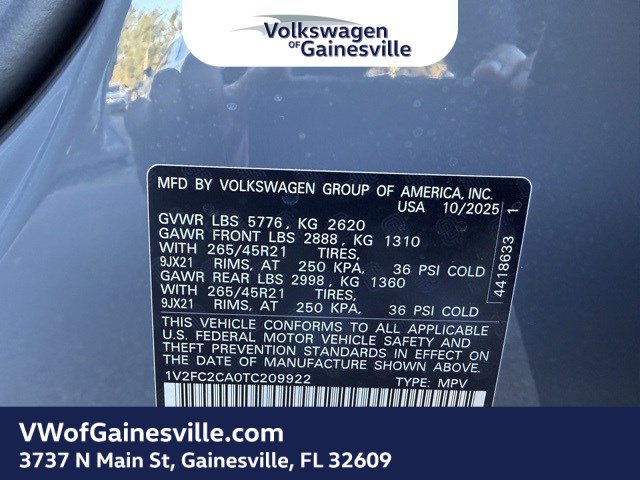 Volkswagen
OF Gainesville
MFD BY VOLKSWAGEN GROUP OF AMERICA, INC.
USA 10/2025
GVWR LBS 5776, KG 2620
GAWR FRONT LBS 2888, KG 1310
WITH 265/45R21 TIRES,
9JX21 RIMS, AT 250 KPA, 36 PSI COLD
GAWR REAR LBS 2998, KG 1360
WITH 265/45R21 TIRES,
9JX21 RIMS, AT 250 KPA, 36 PSI COLD
THIS VEHICLE CONFORMS TO ALL APPLICABLE
U.S. FEDERAL MOTOR VEHICLE SAFETY AND
THEFT PREVENTION STANDARDS IN EFFECT ON
THE DATE OF MANUFACTURE SHOWN ABOVE.
1V2FC2CA0TC209922 TYPE: MPV
4418633 1
VWofGainesville.com
3737 N Main St, Gainesville, FL 32609